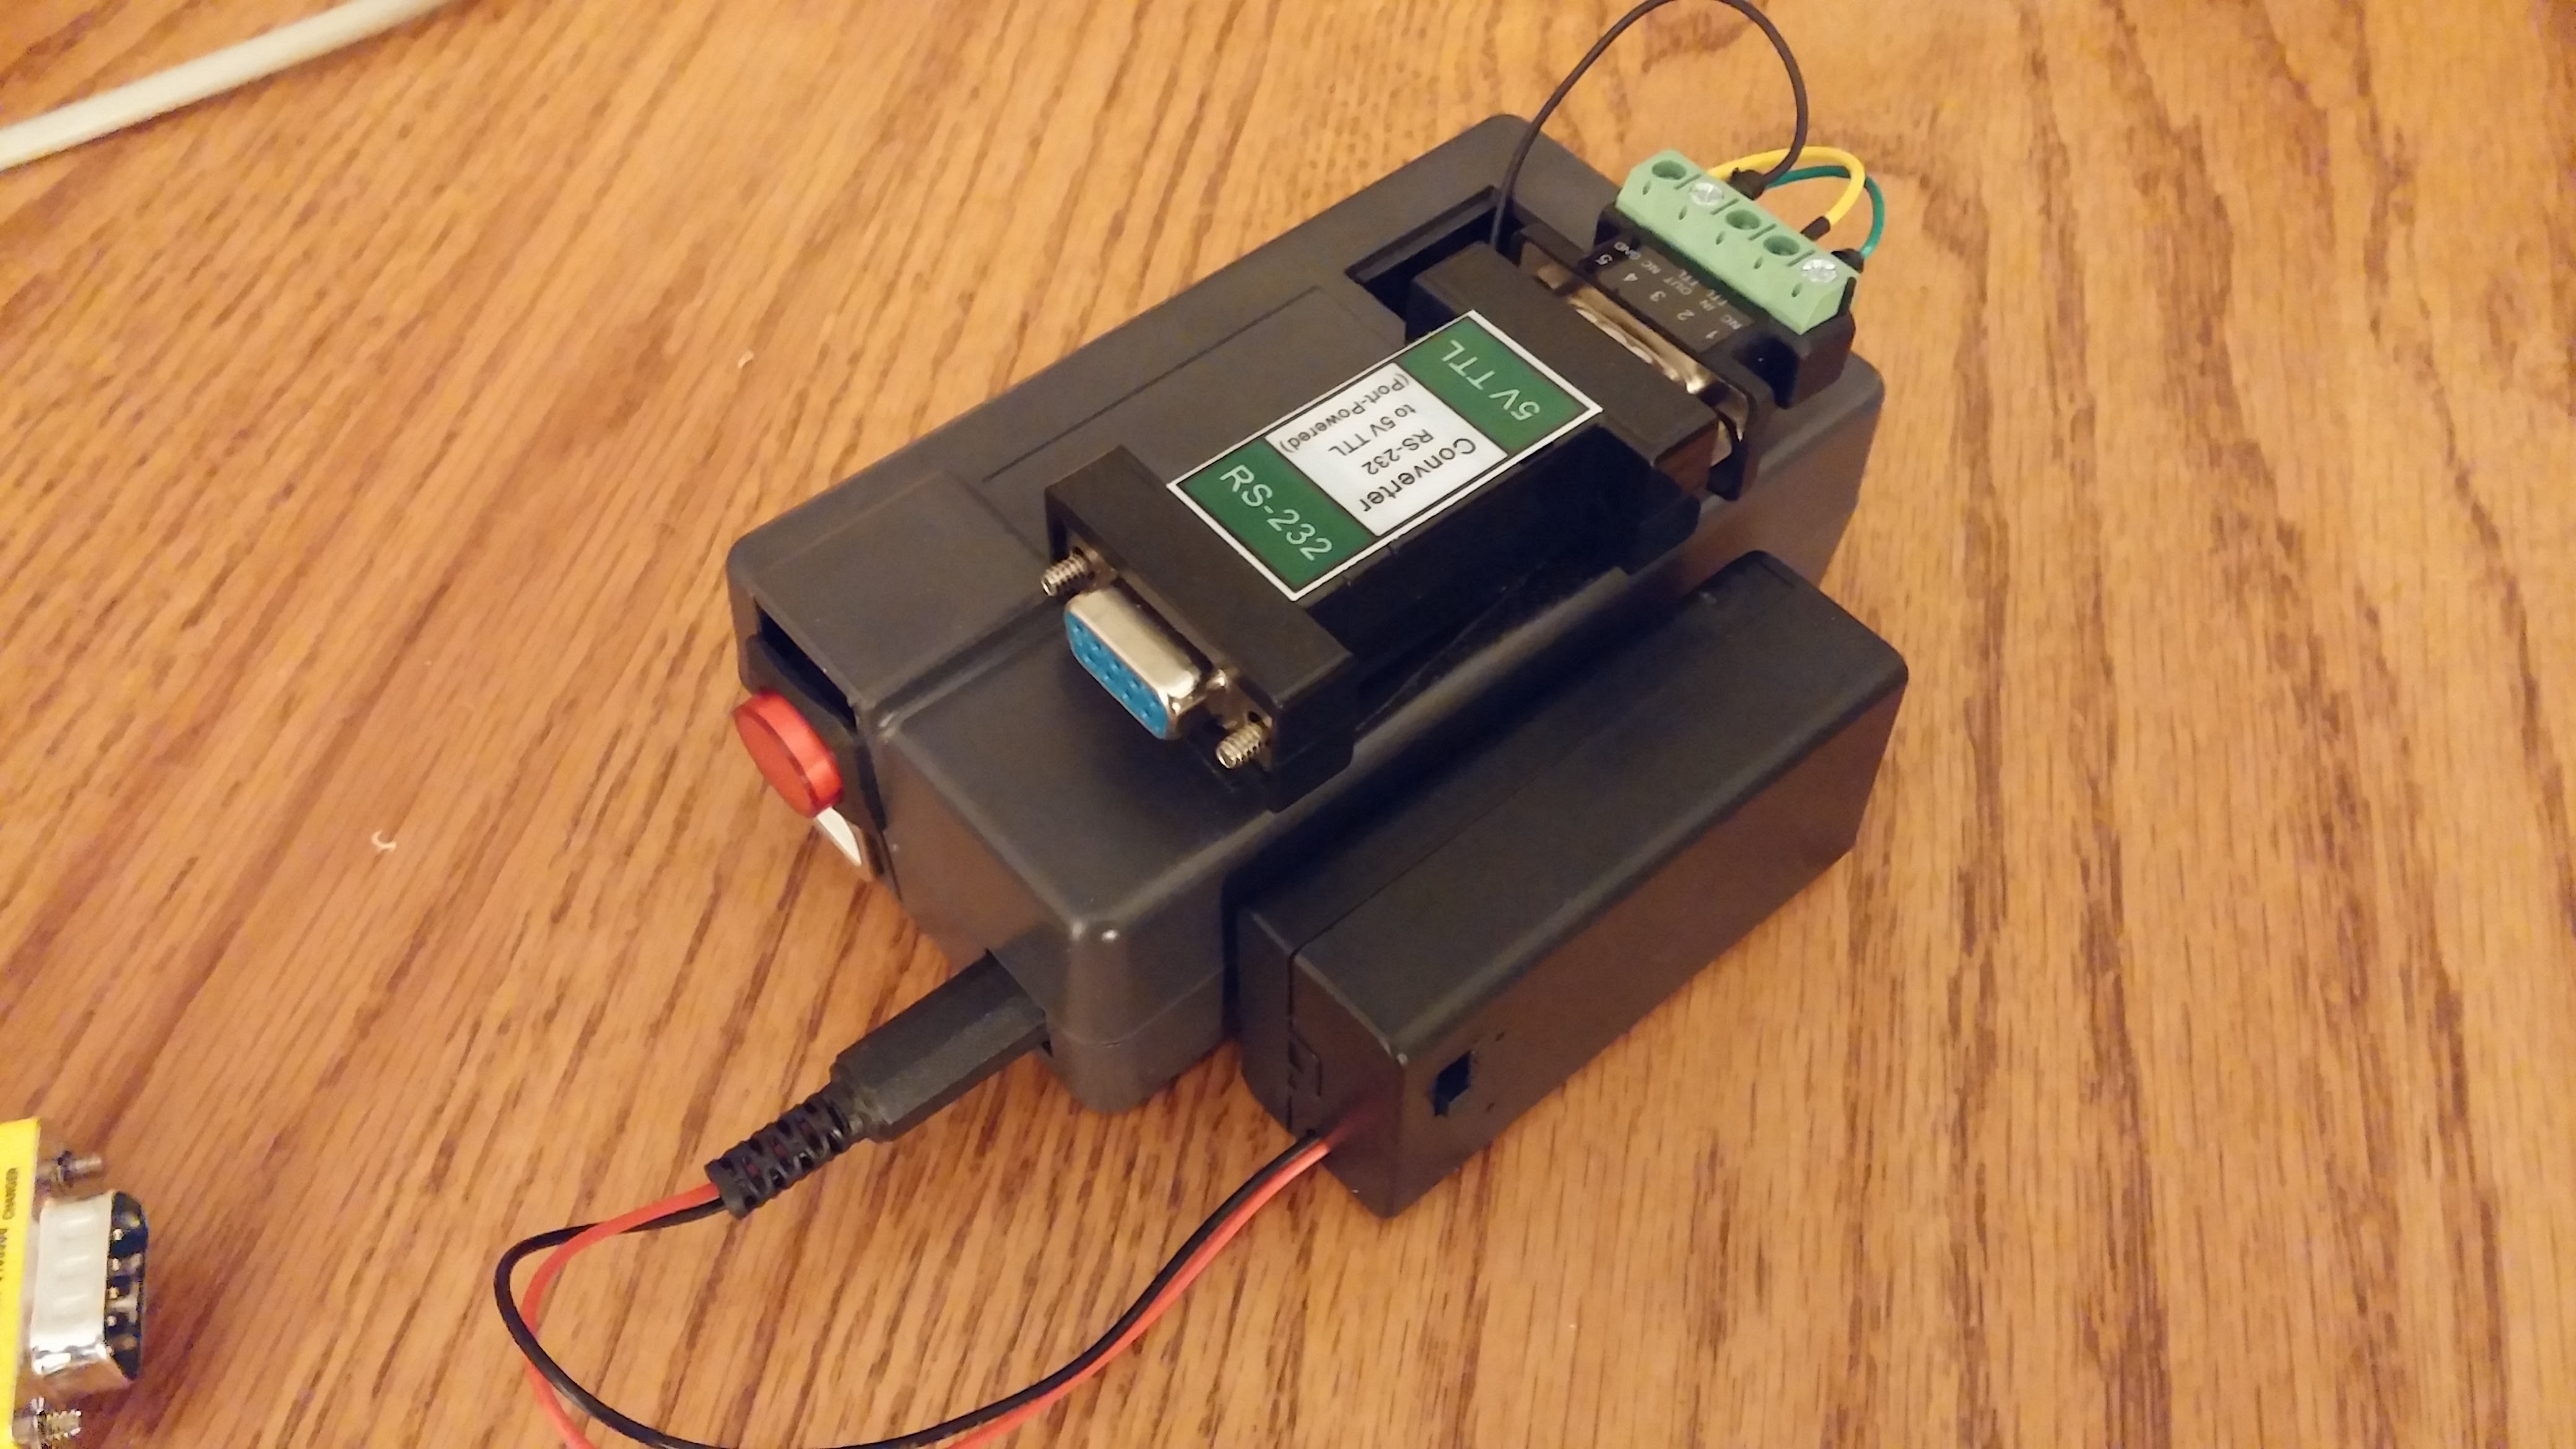 5V TTL
Converter
RS-232
to 5V TTL
(Port-Powered)
RS-232
1 2 3 4 5
NC TTL IN TTL OUT NC GND
CHANGER